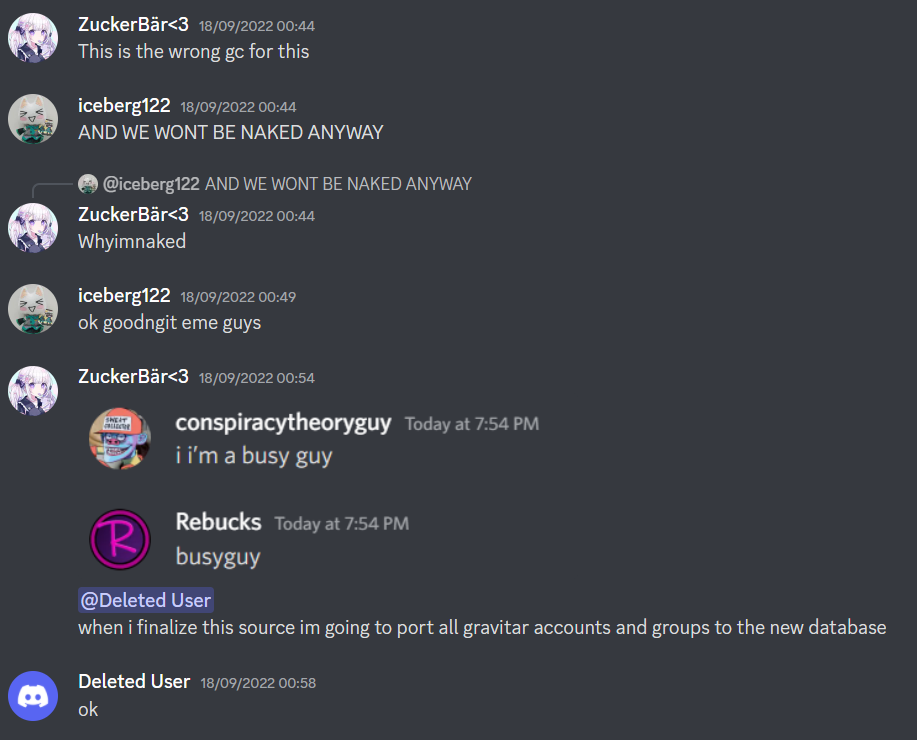 ZuckerBär<3 18/09/2022 00:44
This is the wrong gc for this
iceberg122 18/09/2022 00:44
AND WE WONT BE NAKED ANYWAY
@iceberg122 AND WE WONT BE NAKED ANYWAY
ZuckerBär<3 18/09/2022 00:44
Whyimnaked
iceberg122 18/09/2022 00:49
ok goodngit eme guys
ZuckerBär<3 18/09/2022 00:54
SWEAT
COLLECTOR
conspiracytheoryguy Today at 7:54 PM
i i'm a busy guy
R
Rebucks Today at 7:54 PM
busyguy
@Deleted User
when i finalize this source im going to port all gravitar accounts and groups to the new database
Deleted User 18/09/2022 00:58
ok